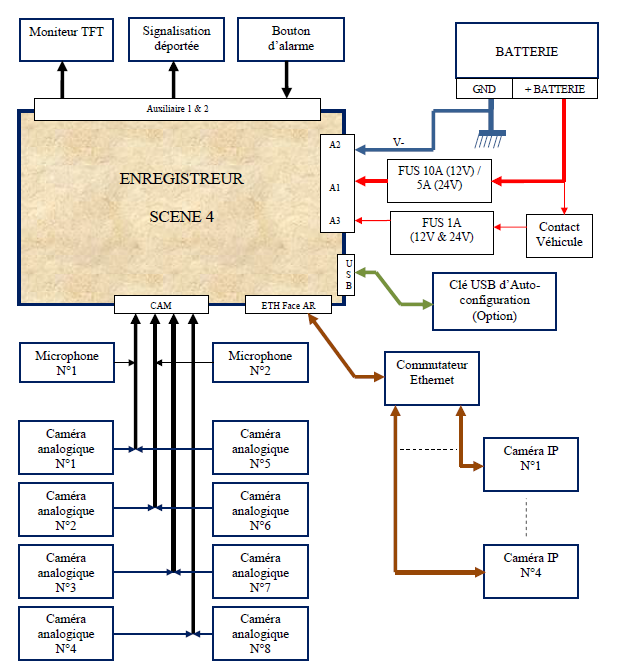 Moniteur TFT
Signalisation
déportée
Bouton
d'alarme
BATTERIE
GND
+ BATTERIE
Auxiliaire 1 & 2
A2
V-
ENREGISTREUR
SCENE 4
A1
FUS 10A (12V) /
5A (24V)
A3
FUS 1A
(12V & 24V)
Contact
Véhicule
U
S
B
Clé USB d'Auto-
configuration
(Option)
CAM
ETH Face AR
Microphone
N°1
Microphone
N°2
Commutateur
Ethernet
Caméra
analogique
N°1
Caméra
analogique
N°5
Caméra IP
N°1
Caméra
analogique
N°2
Caméra
analogique
N°6
Caméra
analogique
N°3
Caméra
analogique
N°7
Caméra IP
N°4
Caméra
analogique
N°4
Caméra
analogique
N°8